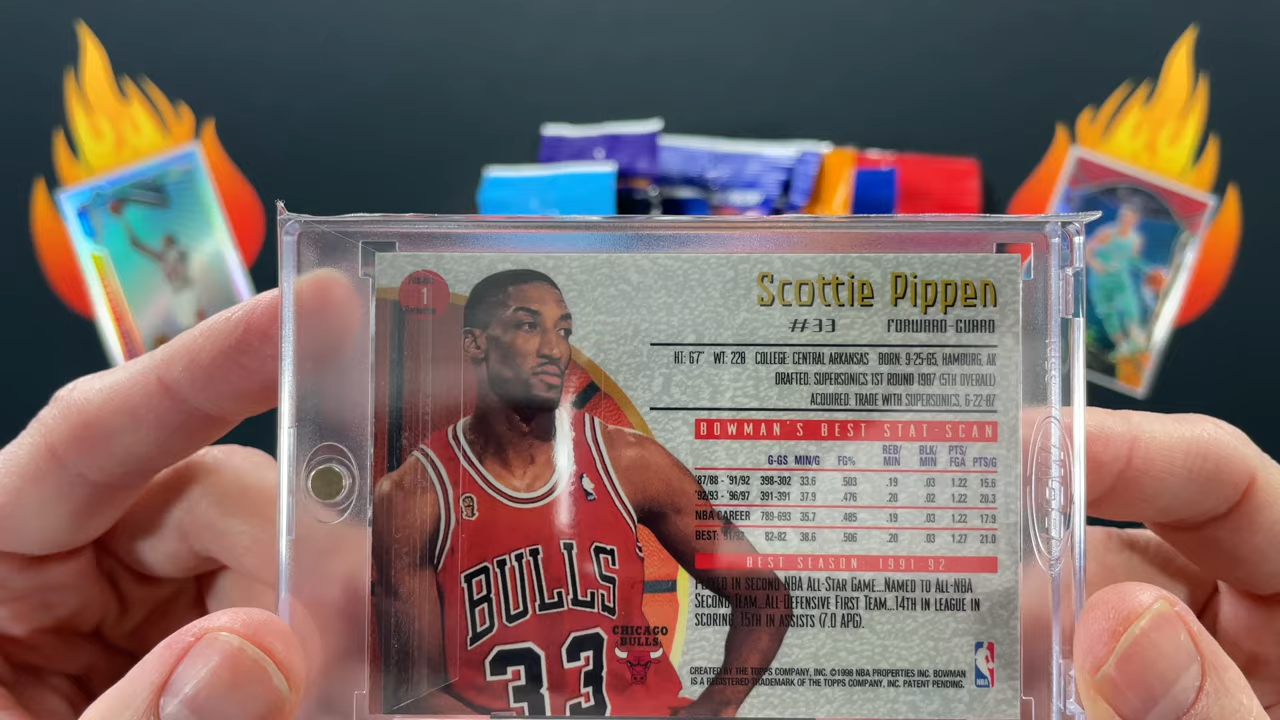 1
Scottie Pippen
#33 FORWARD-GUARD
HT: 6'7" WT: 228 COLLEGE: CENTRAL ARKANSAS BORN: 9-25-65, HAMBURG, AK
DRAFTED: SUPERSONICS 1ST ROUND 1987 (5TH OVERALL)
ACQUIRED: TRADE WITH SUPERSONICS, 6-22-87
BOWMAN'S BEST STAT-SCAN
G-GS MIN/G FG% REB/MIN BLK/MIN PTS/FGA PTS/G
'87/88 - '91/92 398-302 33.6 .503 .19 .03 1.22 15.6
'92/93 - '96/97 391-391 37.9 .476 .20 .02 1.22 20.3
NBA CAREER 789-693 35.7 .485 .19 .03 1.22 17.9
BEST: '91/92 82-82 38.6 .506 .20 .03 1.27 21.0
BEST SEASON: 1991-92
PLAYED IN SECOND NBA ALL-STAR GAME...NAMED TO ALL-NBA
SECOND TEAM...ALL-DEFENSIVE FIRST TEAM...14TH IN LEAGUE IN
SCORING, 15TH IN ASSISTS (7.0 APG).
BULLS
33
CHICAGO
BULLS
CREATED BY THE TOPPS COMPANY, INC. ©1998 NBA PROPERTIES INC. BOWMAN
IS A REGISTERED TRADEMARK OF THE TOPPS COMPANY, INC. PATENT PENDING.
NBA